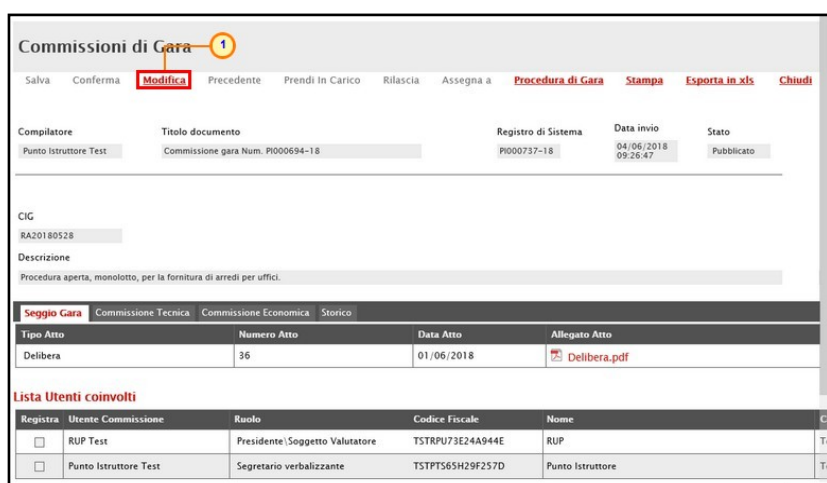 Commissioni di Gara
1
Salva Conferma Modifica Precedente Prendi In Carico Rilascia Assegna a Procedura di Gara Stampa Esporta in xls Chiudi
Compilatore Titolo documento Registro di Sistema Data invio Stato
Punto Istruttore Test Commissione gara Num. PI000694-18 PI000737-18 04/06/2018 09:26:47 Pubblicato
CIG
RA20180528
Descrizione
Procedura aperta, monolotto, per la fornitura di arredi per uffici.
Seggio Gara Commissione Tecnica Commissione Economica Storico
Tipo Atto Numero Atto Data Atto Allegato Atto
Delibera 36 01/06/2018 Delibera.pdf
Lista Utenti coinvolti
Registra Utente Commissione Ruolo Codice Fiscale Nome
RUP Test Presidente\Soggetto Valutatore TSTRPU73E24A944E RUP
Punto Istruttore Test Segretario verbalizzante TSTPTS65H29F257D Punto Istruttore